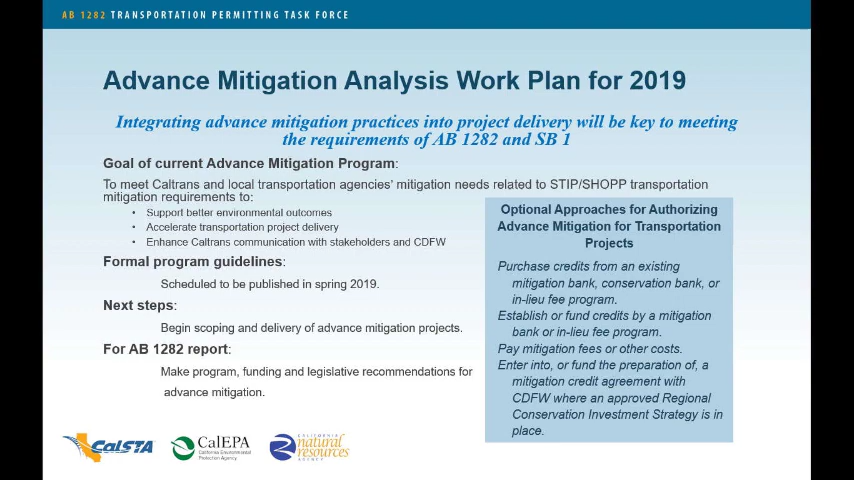 AB 1282 TRANSPORTATION PERMITTING TASK FORCE
Advance Mitigation Analysis Work Plan for 2019
Integrating advance mitigation practices into project delivery will be key to meeting
the requirements of AB 1282 and SB 1
Goal of current Advance Mitigation Program:
To meet Caltrans and local transportation agencies' mitigation needs related to STIP/SHOPP transportation
mitigation requirements to:
• Support better environmental outcomes
• Accelerate transportation project delivery
• Enhance Caltrans communication with stakeholders and CDFW
Formal program guidelines:
Scheduled to be published in spring 2019.
Next steps:
Begin scoping and delivery of advance mitigation projects.
For AB 1282 report:
Make program, funding and legislative recommendations for
advance mitigation.
Optional Approaches for Authorizing
Advance Mitigation for Transportation
Projects
Purchase credits from an existing
mitigation bank, conservation bank, or
in-lieu fee program.
Establish or fund credits by a mitigation
bank or in-lieu fee program.
Pay mitigation fees or other costs.
Enter into, or fund the preparation of, a
mitigation credit agreement with
CDFW where an approved Regional
Conservation Investment Strategy is in
place.
CalSTA
CalEPA
California Environmental
Protection Agency
CALIFORNIA
natural
resources
AGENCY